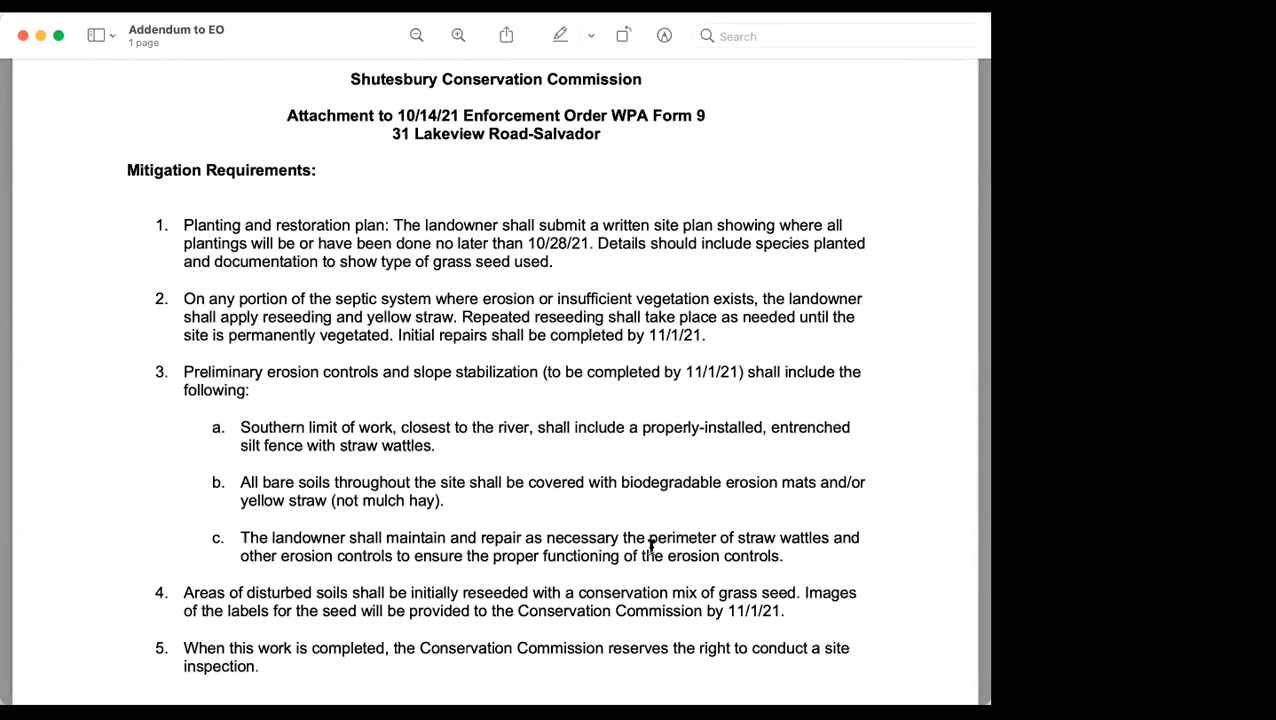 Addendum to EO
1 page
Search
Shutesbury Conservation Commission
Attachment to 10/14/21 Enforcement Order WPA Form 9
31 Lakeview Road-Salvador
Mitigation Requirements:
1. Planting and restoration plan: The landowner shall submit a written site plan showing where all
plantings will be or have been done no later than 10/28/21. Details should include species planted
and documentation to show type of grass seed used.
2. On any portion of the septic system where erosion or insufficient vegetation exists, the landowner
shall apply reseeding and yellow straw. Repeated reseeding shall take place as needed until the
site is permanently vegetated. Initial repairs shall be completed by 11/1/21.
3. Preliminary erosion controls and slope stabilization (to be completed by 11/1/21) shall include the
following:
a. Southern limit of work, closest to the river, shall include a properly-installed, entrenched
silt fence with straw wattles.
b. All bare soils throughout the site shall be covered with biodegradable erosion mats and/or
yellow straw (not mulch hay).
c. The landowner shall maintain and repair as necessary the perimeter of straw wattles and
other erosion controls to ensure the proper functioning of the erosion controls.
4. Areas of disturbed soils shall be initially reseeded with a conservation mix of grass seed. Images
of the labels for the seed will be provided to the Conservation Commission by 11/1/21.
5. When this work is completed, the Conservation Commission reserves the right to conduct a site
inspection.